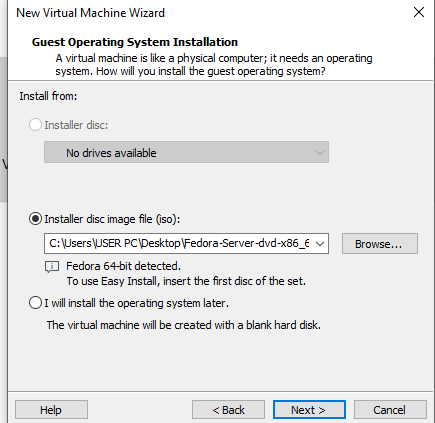 New Virtual Machine Wizard
Guest Operating System Installation
A virtual machine is like a physical computer; it needs an operating
system. How will you install the guest operating system?
Install from:
Installer disc:
No drives available
Installer disc image file (iso):
C:\Users\USER PC\Desktop\Fedora-Server-dvd-x86_6
Browse...
Fedora 64-bit detected.
To use Easy Install, insert the first disc of the set.
I will install the operating system later.
The virtual machine will be created with a blank hard disk.
Help
< Back
Next >
Cancel